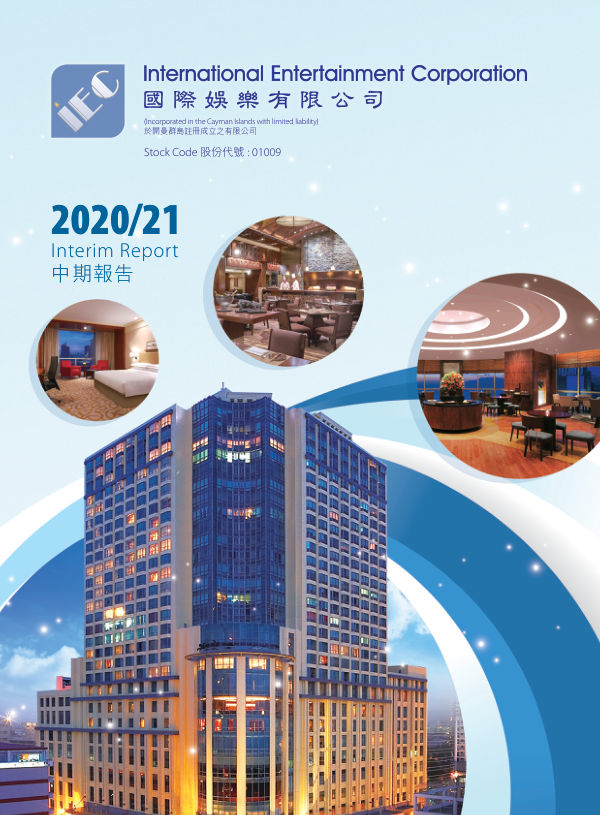 iEC
International Entertainment Corporation
國際娛樂有限公司
(Incorporated in the Cayman Islands with limited liability)
於開曼群島註冊成立之有限公司
Stock Code 股份代號 : 01009
2020/21
Interim Report
中期報告